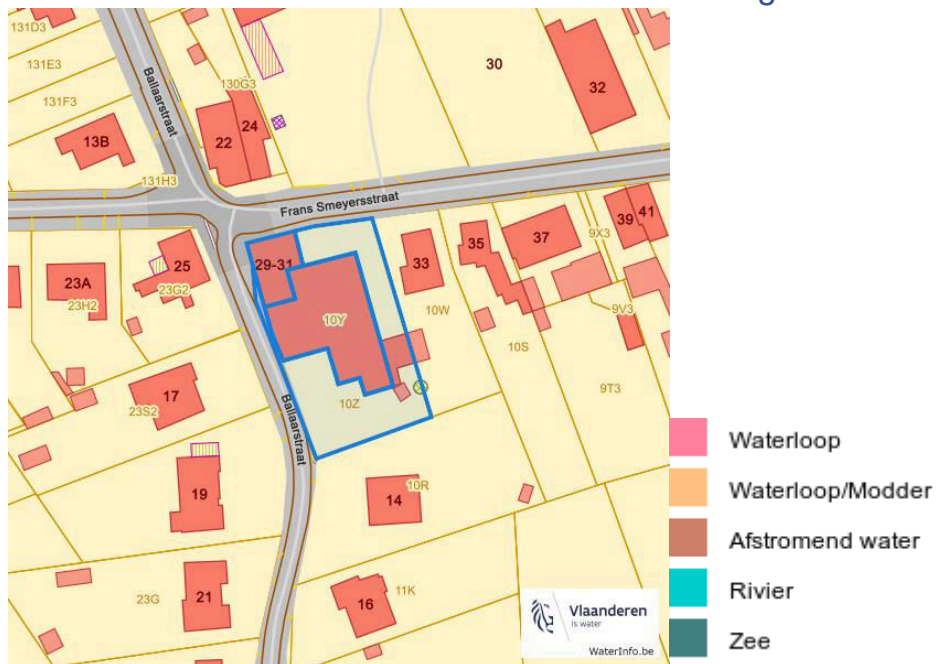 131D3
131E3
131F3
13B
131H3
Ballaarstraat
130G3
22
24
30
32
Frans Smeyersstraat
23A
23H2
25
23G2
29-31
10Y
33
10W
35
37
9X3
39
41
9V3
10S
9T3
17
23S2
10Z
Ballaarstraat
19
14
10R
23G
21
16
11K
Vlaanderen
is water
WaterInfo.be
Waterloop
Waterloop/Modder
Afstromend water
Rivier
Zee